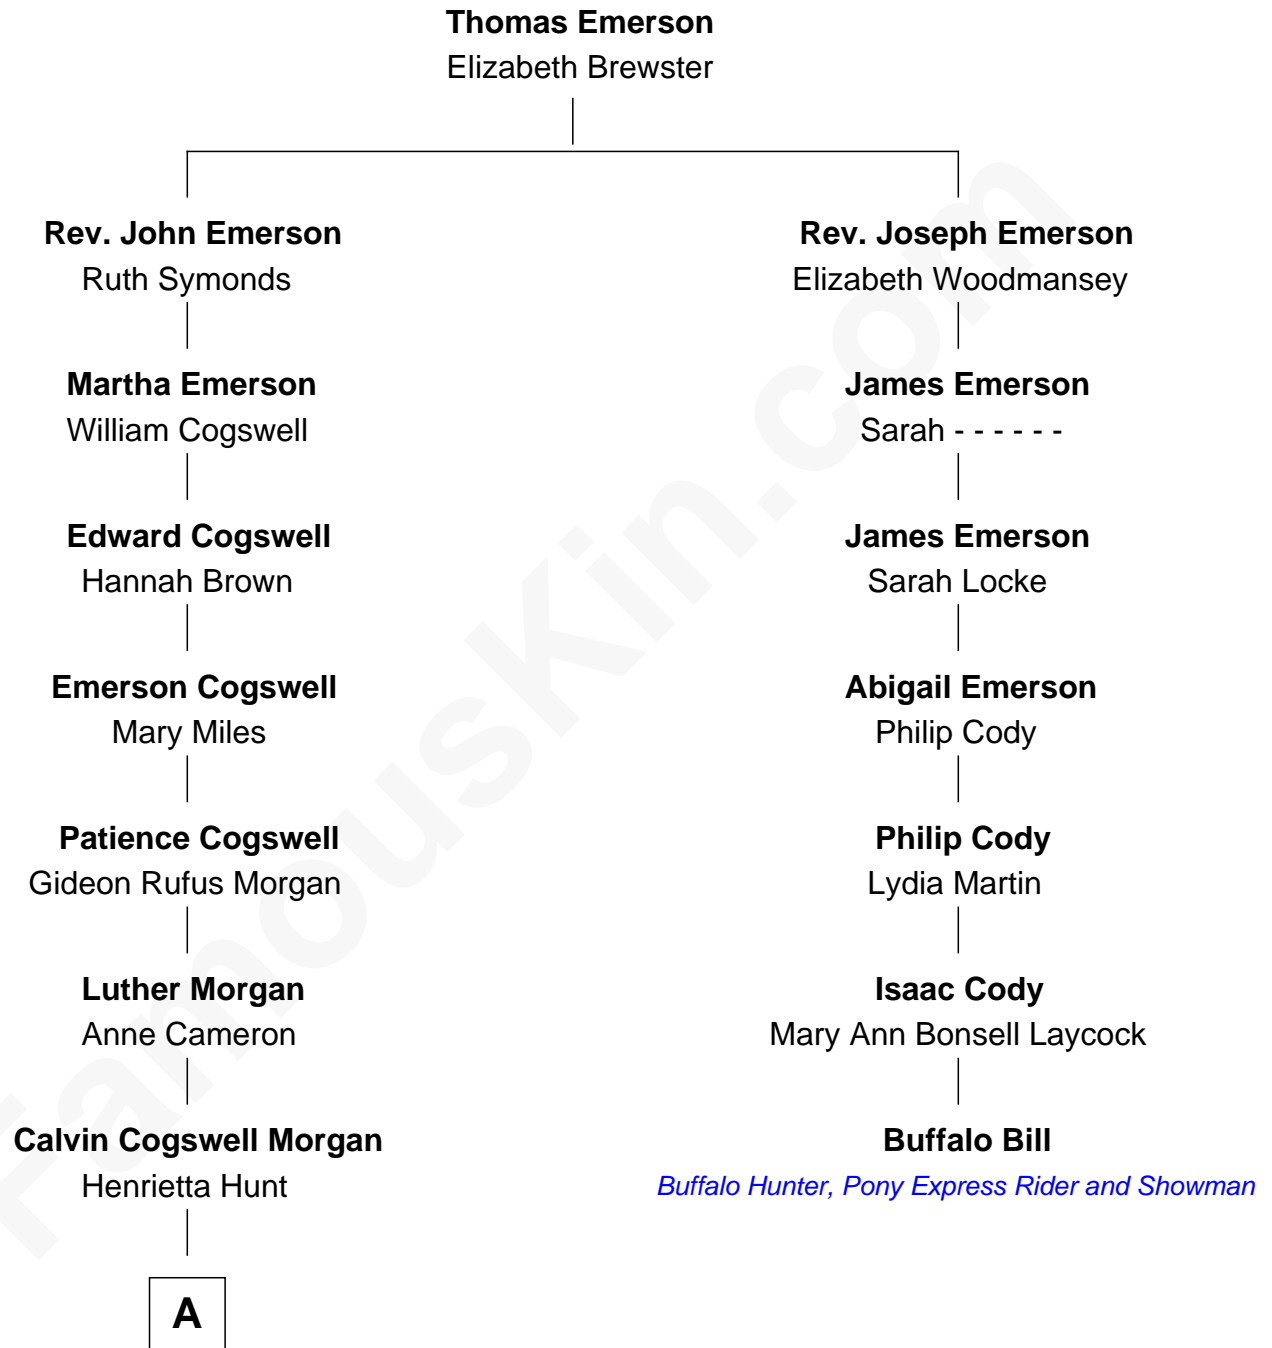 Thomas Emerson
Elizabeth Brewster
Rev. John Emerson
Ruth Symonds
Rev. Joseph Emerson
Elizabeth Woodmansey
Martha Emerson
William Cogswell
James Emerson
Sarah - - - - - -
Edward Cogswell
Hannah Brown
James Emerson
Sarah Locke
Emerson Cogswell
Mary Miles
Abigail Emerson
Philip Cody
Patience Cogswell
Gideon Rufus Morgan
Philip Cody
Lydia Martin
Luther Morgan
Anne Cameron
Isaac Cody
Mary Ann Bonsell Laycock
Calvin Cogswell Morgan
Henrietta Hunt
Buffalo Bill
Buffalo Hunter, Pony Express Rider and Showman
A
FamousKin.com